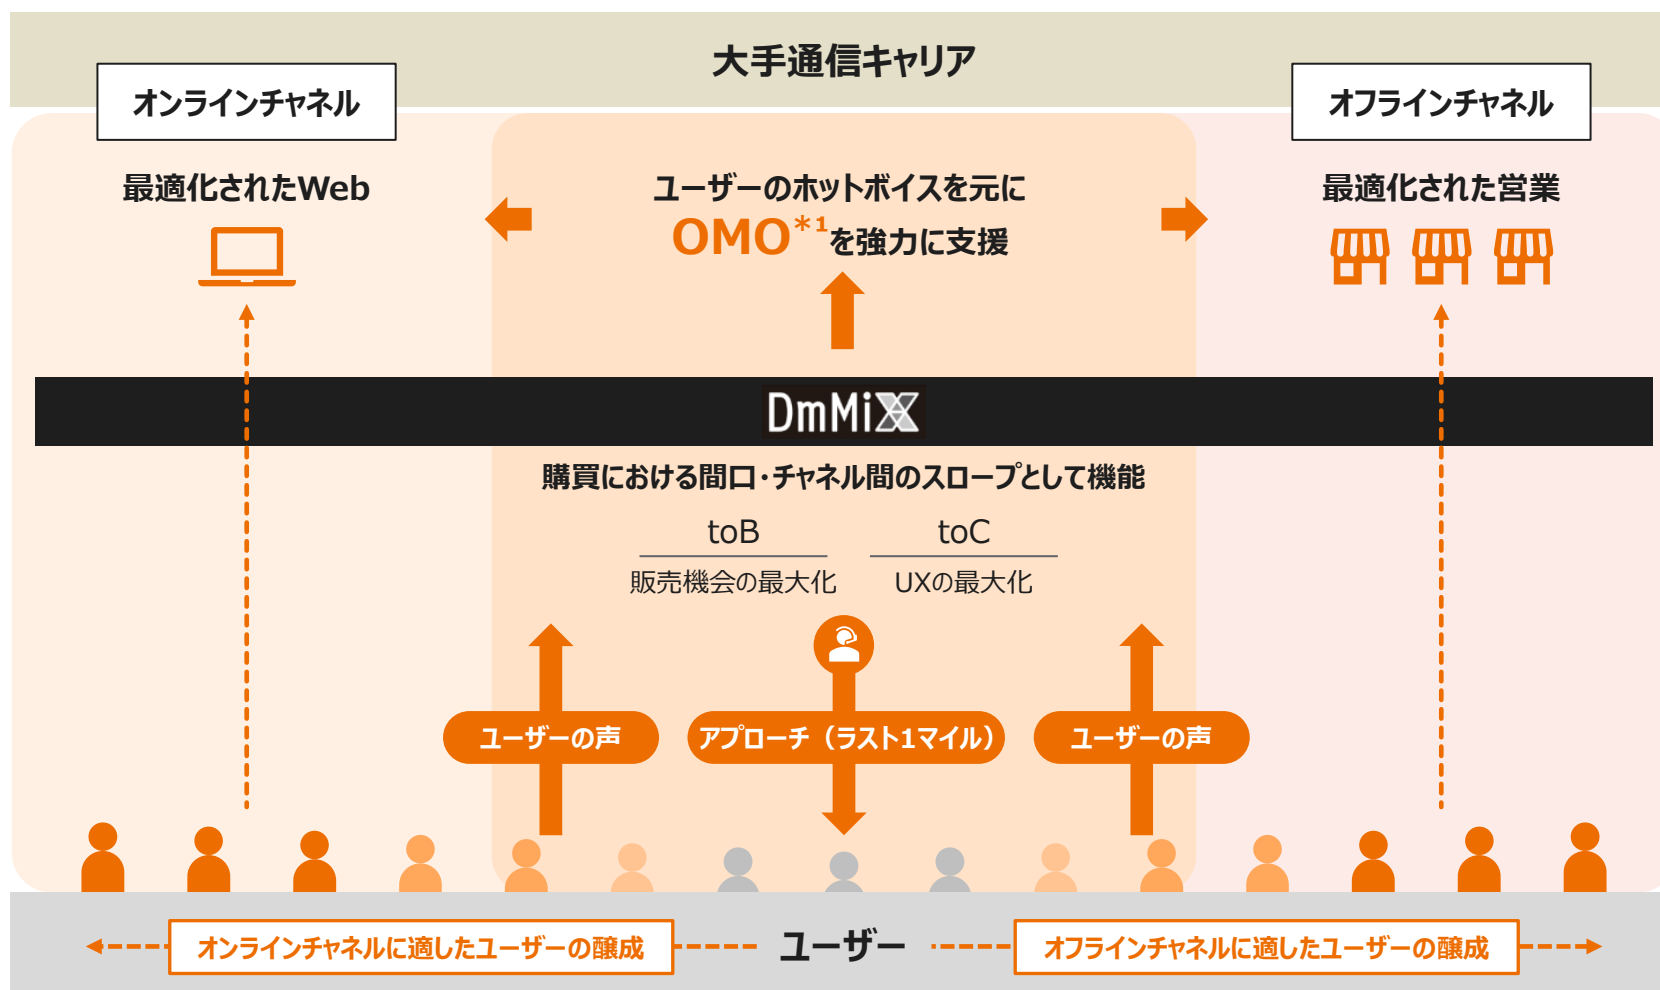 大手通信キャリア
オンラインチャネル
オフラインチャネル
最適化されたWeb
ユーザーのホットボイスを元に
OMO*1を強力に支援
最適化された営業
DmMiX
購買における間口・チャネル間のスロープとして機能
toB
販売機会の最大化
toC
UXの最大化
ユーザーの声
アプローチ（ラスト1マイル）
ユーザーの声
オンラインチャネルに適したユーザーの醸成
ユーザー
オフラインチャネルに適したユーザーの醸成